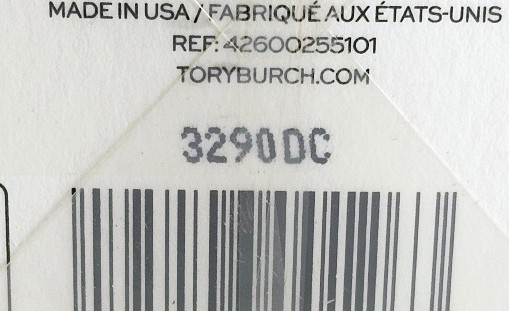 MADE IN USA / FABRIQUÉ AUX ÉTATS-UNIS
REF: 42600255101
TORYBURCH.COM
3290DC